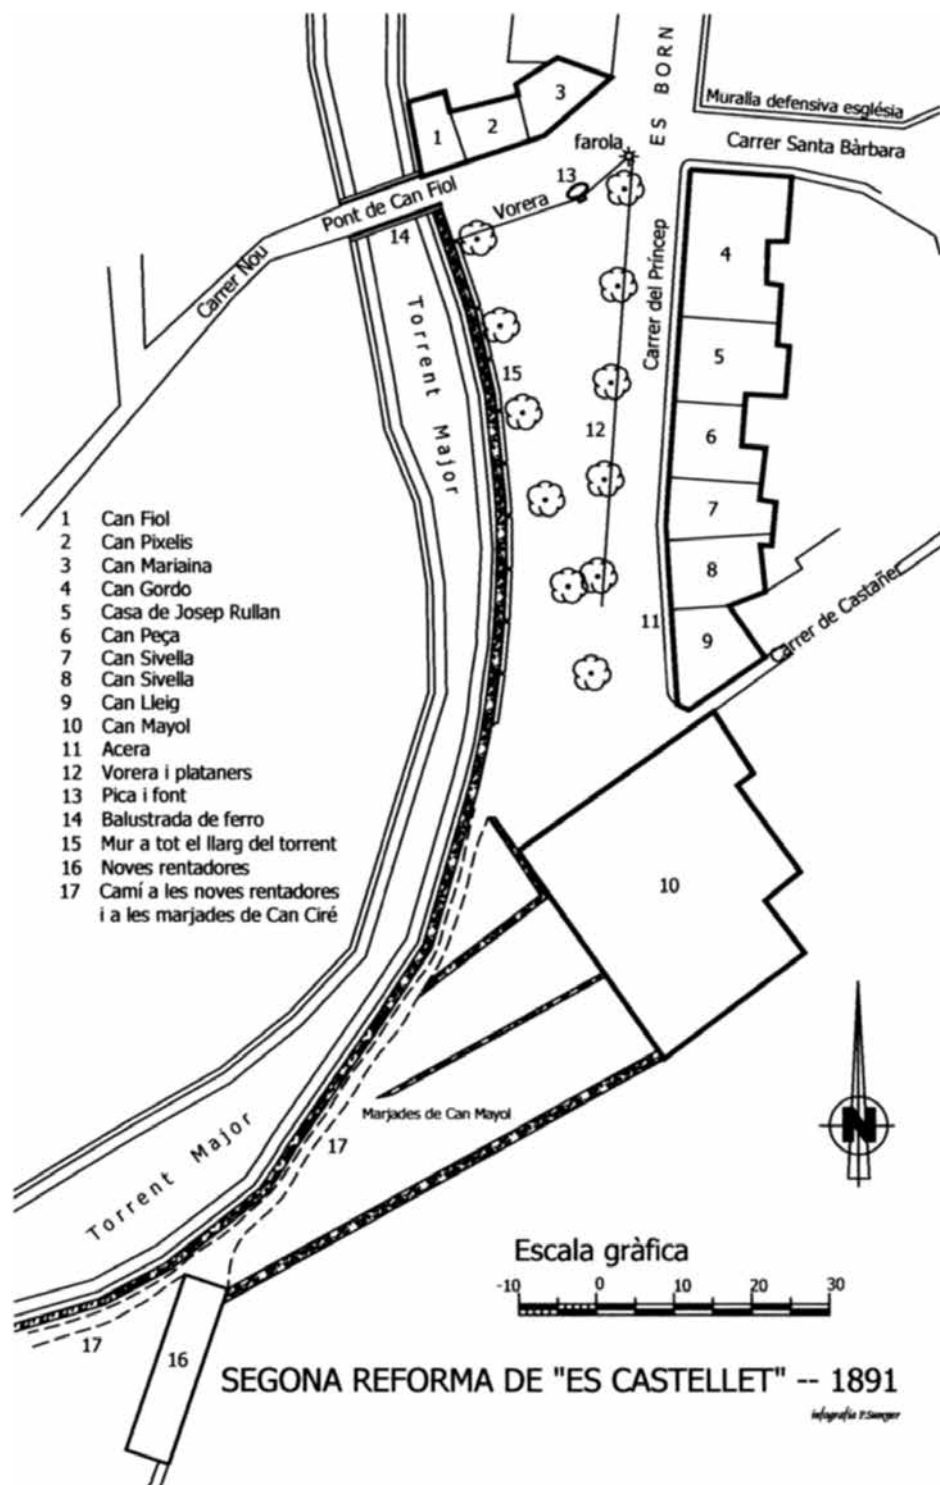 ES BORN
3
Muralla defensiva església
2
1
farola
Carrer Santa Bàrbara
13
Pont de Can Fiol
Vorera
14
Carrer Nou
4
Carrer del Príncep
Torrent Major
5
15
12
6
7
8
Carrer de Castañer
11
9
1 Can Fiol
2 Can Pixelis
3 Can Mariaina
4 Can Gordo
5 Casa de Josep Rullan
6 Can Peça
7 Can Sivella
8 Can Sivella
9 Can Lleig
10 Can Mayol
11 Acera
12 Vorera i plataners
13 Pica i font
14 Balustrada de ferro
15 Mur a tot el llarg del torrent
16 Noves rentadores
17 Camí a les noves rentadores
i a les marjades de Can Ciré
10
Marjades de Can Mayol
17
N
Torrent Major
Escala gràfica
-10 0 10 20 30
17
16
SEGONA REFORMA DE "ES CASTELLET" -- 1891
infografia P.Sunyer